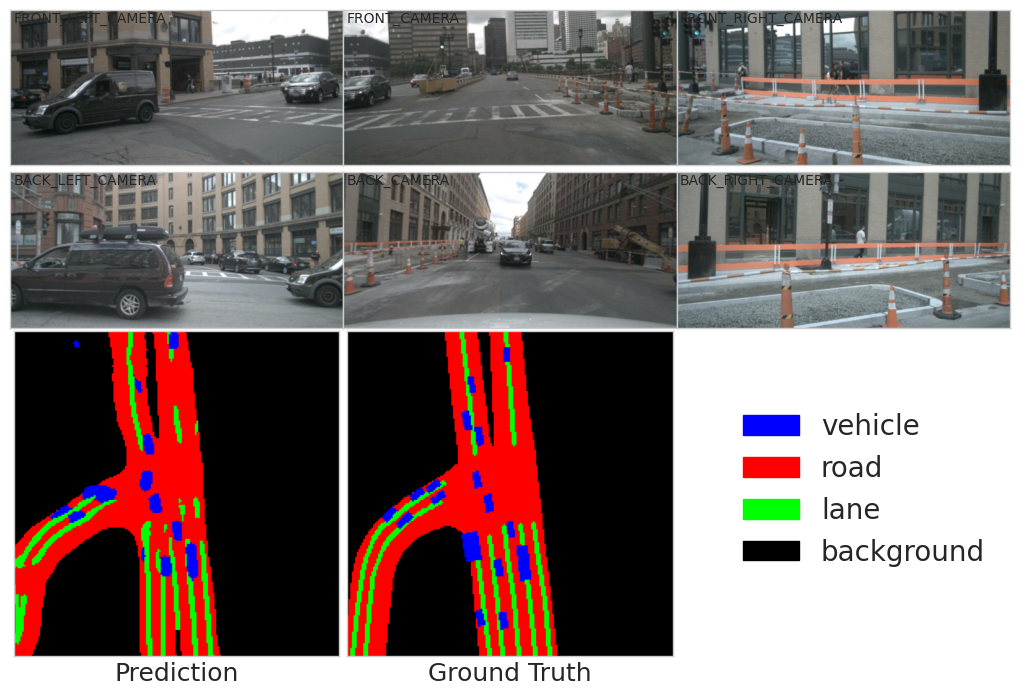 FRONT_LEFT_CAMERA
FRONT_CAMERA
FRONT_RIGHT_CAMERA
BACK_LEFT_CAMERA
BACK_CAMERA
BACK_RIGHT_CAMERA
vehicle
road
lane
background
Prediction
Ground Truth